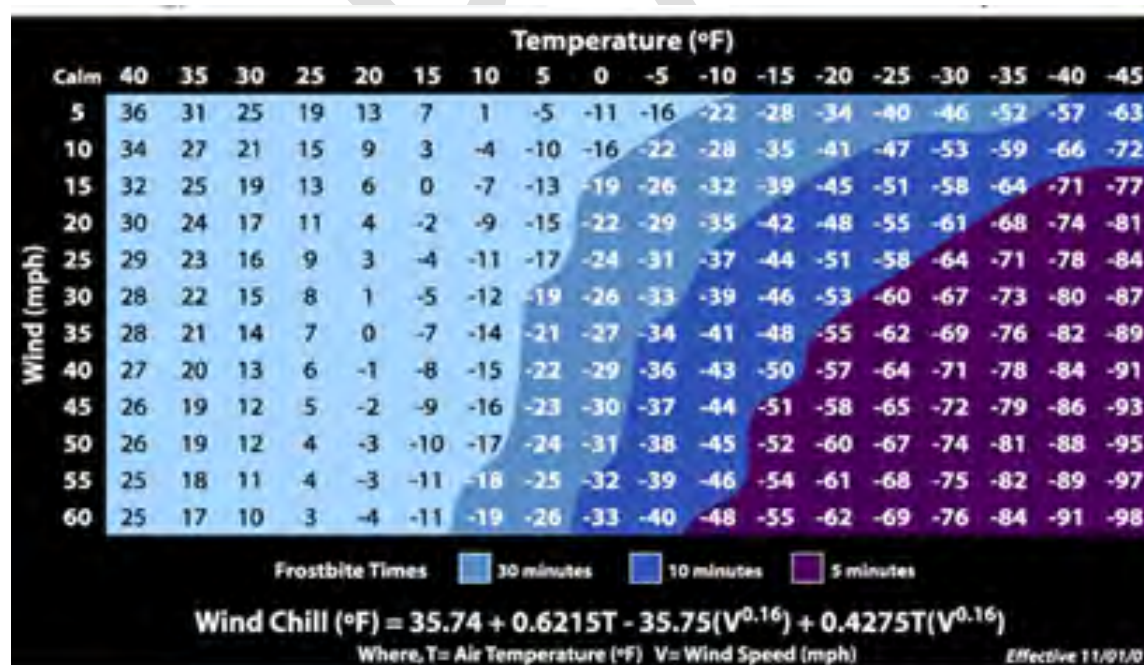 Temperature (°F)
Calm 40 35 30 25 20 15 10 5 0 -5 -10 -15 -20 -25 -30 -35 -40 -45
5 36 31 25 19 13 7 1 -5 -11 -16 -22 -28 -34 -40 -46 -52 -57 -63
10 34 27 21 15 9 3 -4 -10 -16 -22 -28 -35 -41 -47 -53 -59 -66 -72
15 32 25 19 13 6 0 -7 -13 -19 -26 -32 -39 -45 -51 -58 -64 -71 -77
20 30 24 17 11 4 -2 -9 -15 -22 -29 -35 -42 -48 -55 -61 -68 -74 -81
25 29 23 16 9 3 -4 -11 -17 -24 -31 -37 -44 -51 -58 -64 -71 -78 -84
30 28 22 15 8 1 -5 -12 -19 -26 -33 -39 -46 -53 -60 -67 -73 -80 -87
35 28 21 14 7 0 -7 -14 -21 -27 -34 -41 -48 -55 -62 -69 -76 -82 -89
40 27 20 13 6 -1 -8 -15 -22 -29 -36 -43 -50 -57 -64 -71 -78 -84 -91
45 26 19 12 5 -2 -9 -16 -23 -30 -37 -44 -51 -58 -65 -72 -79 -86 -93
50 26 19 12 4 -3 -10 -17 -24 -31 -38 -45 -52 -60 -67 -74 -81 -88 -95
55 25 18 11 4 -3 -11 -18 -25 -32 -39 -46 -54 -61 -68 -75 -82 -89 -97
60 25 17 10 3 -4 -11 -19 -26 -33 -40 -48 -55 -62 -69 -76 -84 -91 -98
Wind (mph)
Frostbite Times 30 minutes 10 minutes 5 minutes
Wind Chill (°F) = 35.74 + 0.6215T - 35.75(V^0.16) + 0.4275T(V^0.16)
Where, T= Air Temperature (°F) V= Wind Speed (mph)
Effective 11/01/0